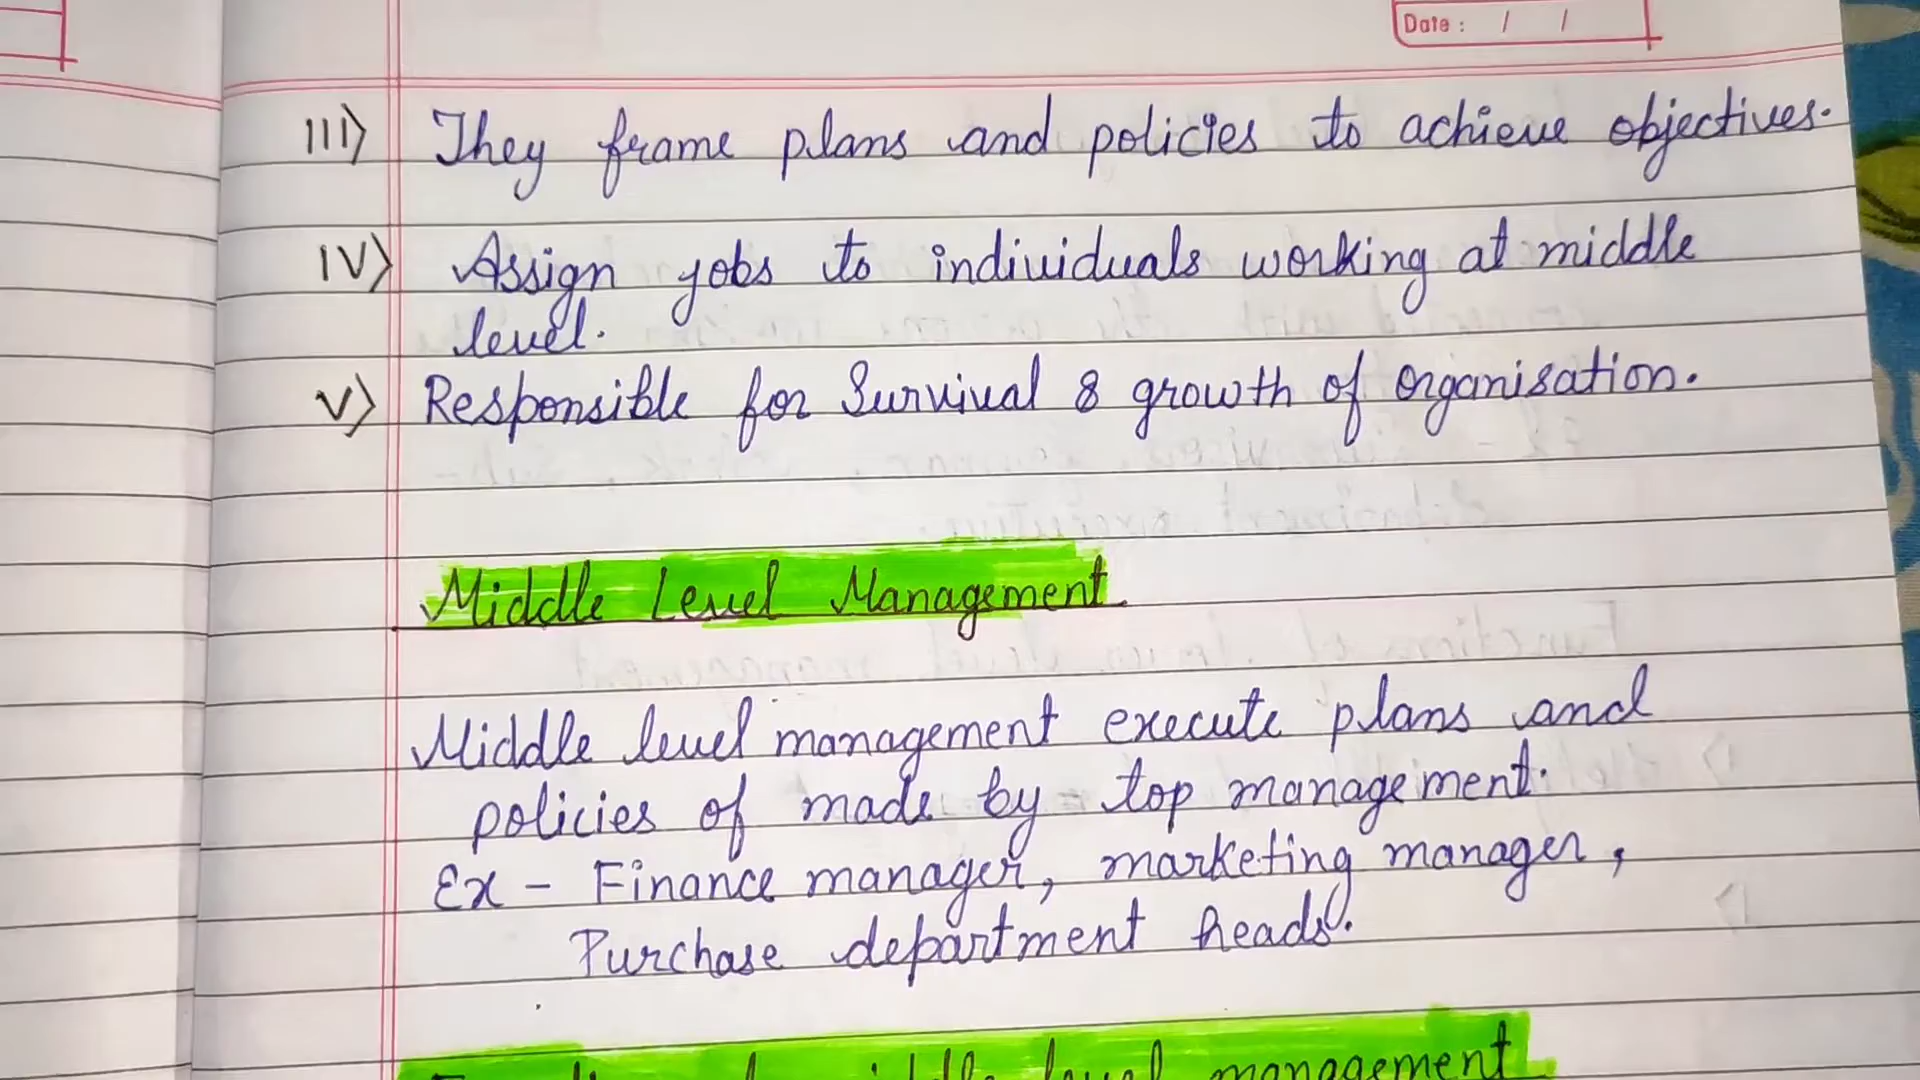 Date : / /
III) They frame plans and policies to achieve objectives.
IV) Assign jobs to individuals working at middle
level.
V) Responsible for Survival & growth of organisation.
Middle Level Management
Middle level management execute plans and
policies of made by top management.
Ex - Finance manager, marketing manager,
Purchase department heads.
middle level management